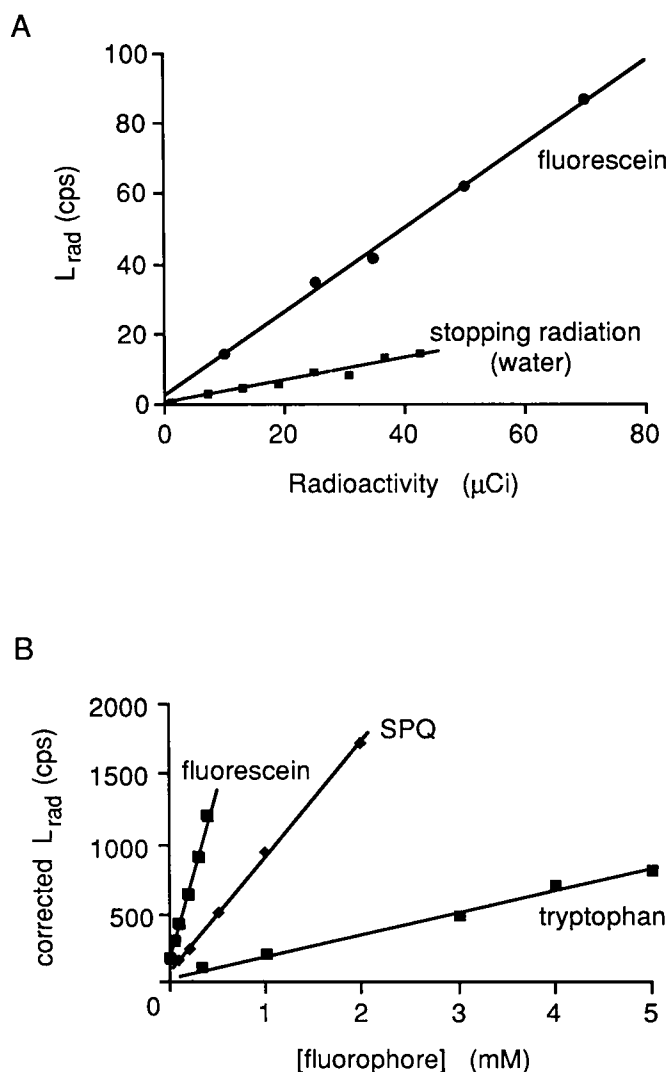 A
100
80
60
40
20
0
L_rad (cps)
fluorescein
stopping radiation
(water)
0 20 40 60 80
Radioactivity (μCi)
B
2000
1500
1000
500
0
corrected L_rad (cps)
SPQ
fluorescein
tryptophan
1 2 3 4 5
[fluorophore] (mM)